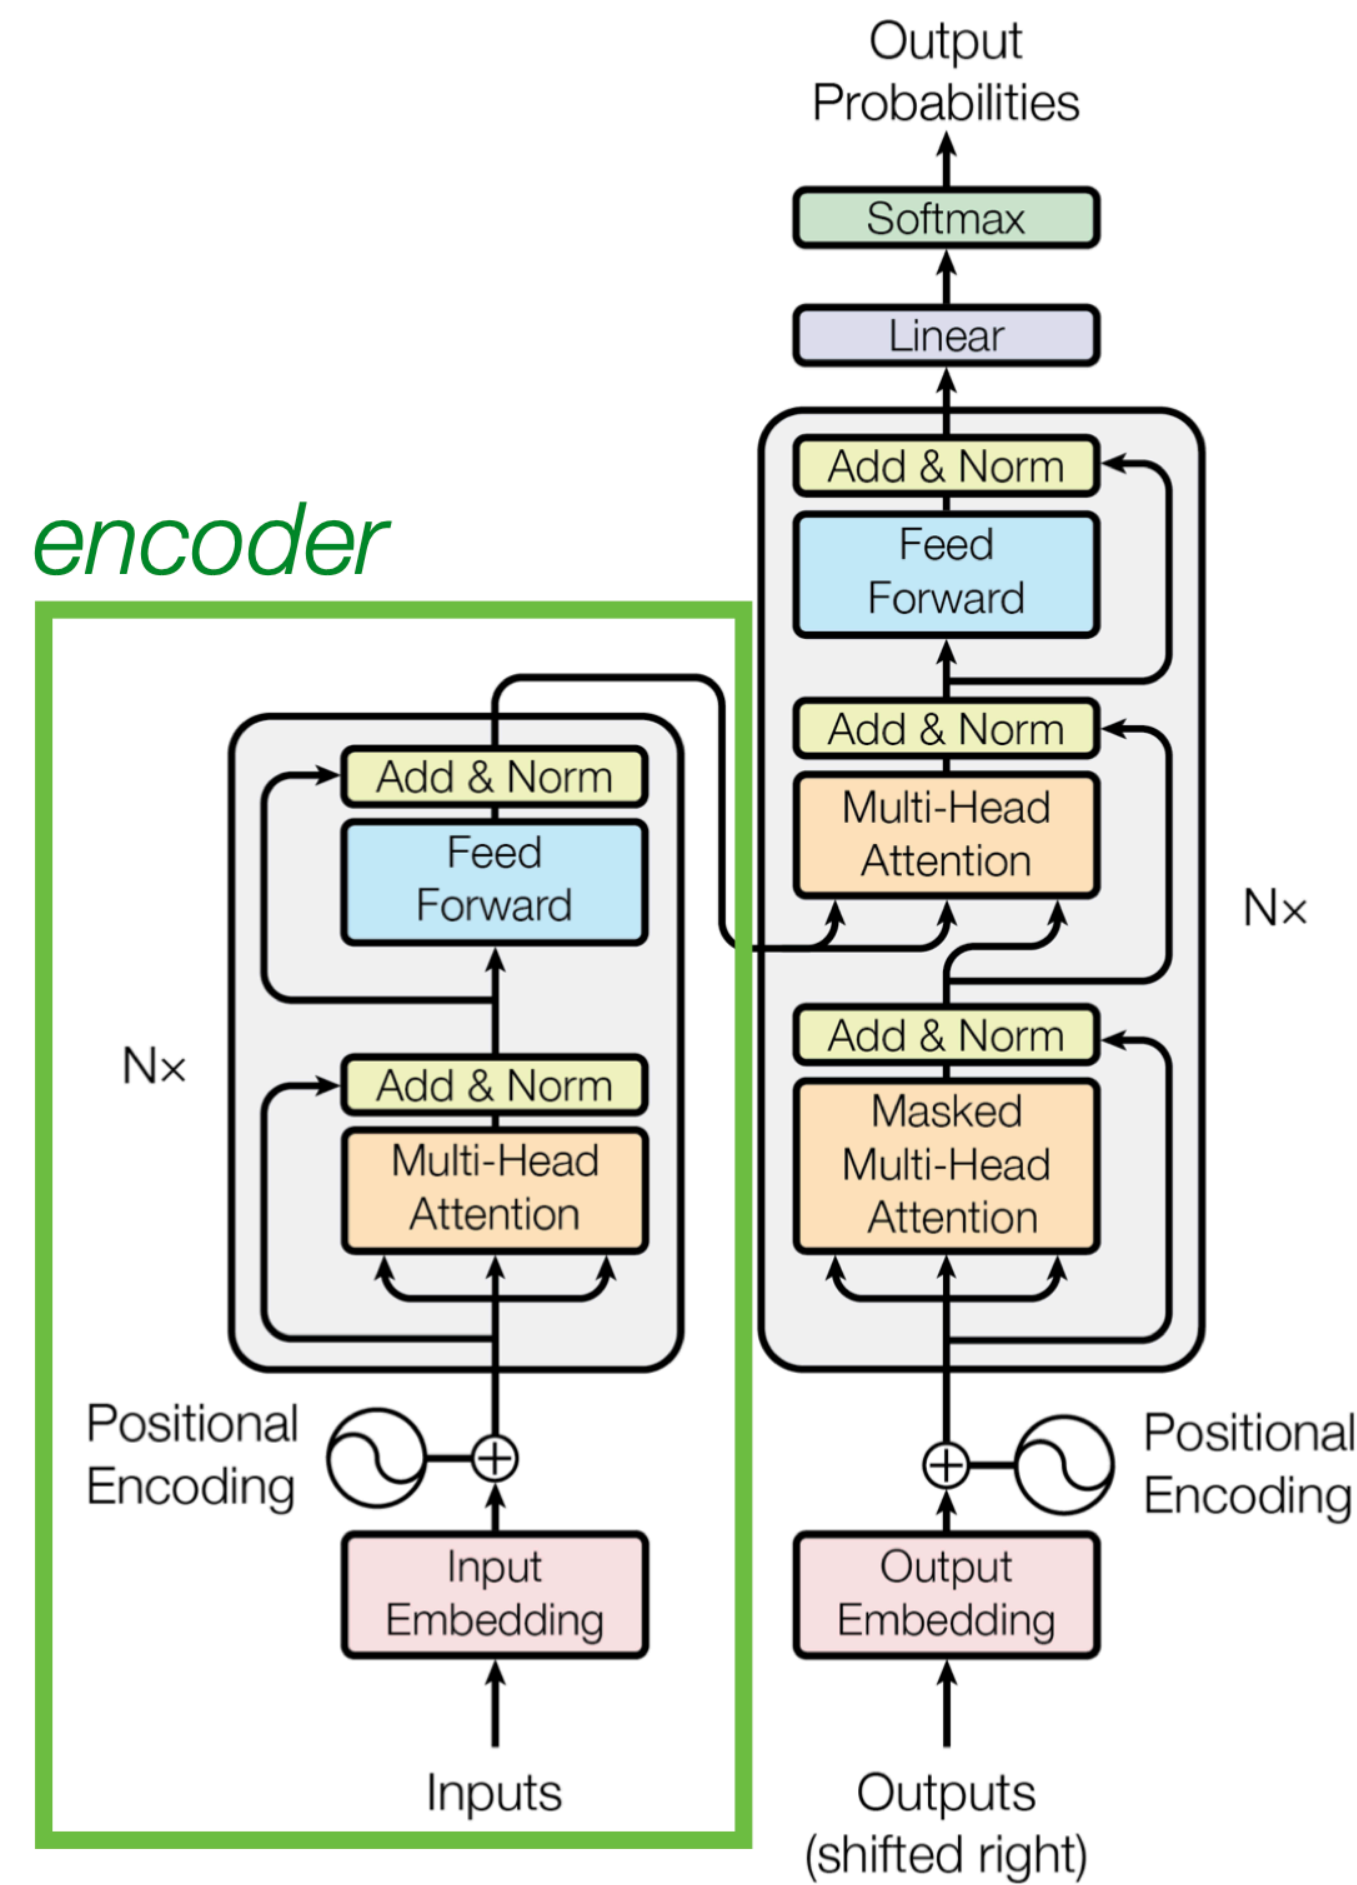 Output
Probabilities
Softmax
Linear
Add & Norm
Feed
Forward
Add & Norm
Multi-Head
Attention
Nx
Add & Norm
Masked
Multi-Head
Attention
Positional
Encoding
Output
Embedding
Outputs
(shifted right)
encoder
Add & Norm
Feed
Forward
Nx
Add & Norm
Multi-Head
Attention
Positional
Encoding
Input
Embedding
Inputs